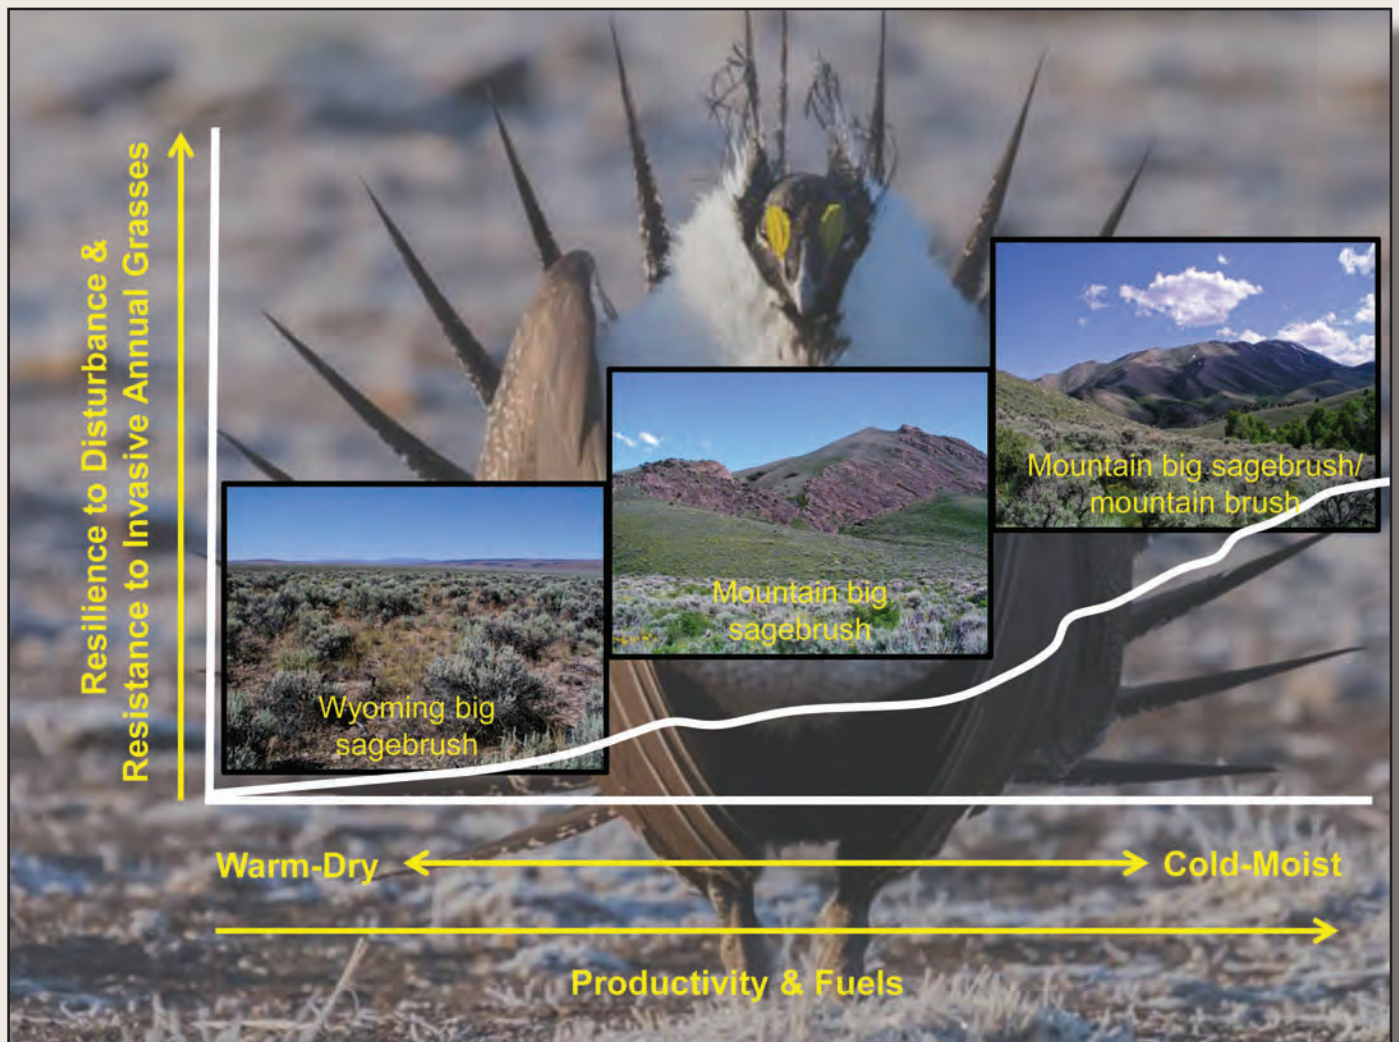 Resilience to Disturbance &
Resistance to Invasive Annual Grasses
Mountain big sagebrush/
mountain brush
Mountain big
sagebrush
Wyoming big
sagebrush
Warm-Dry
Cold-Moist
Productivity & Fuels